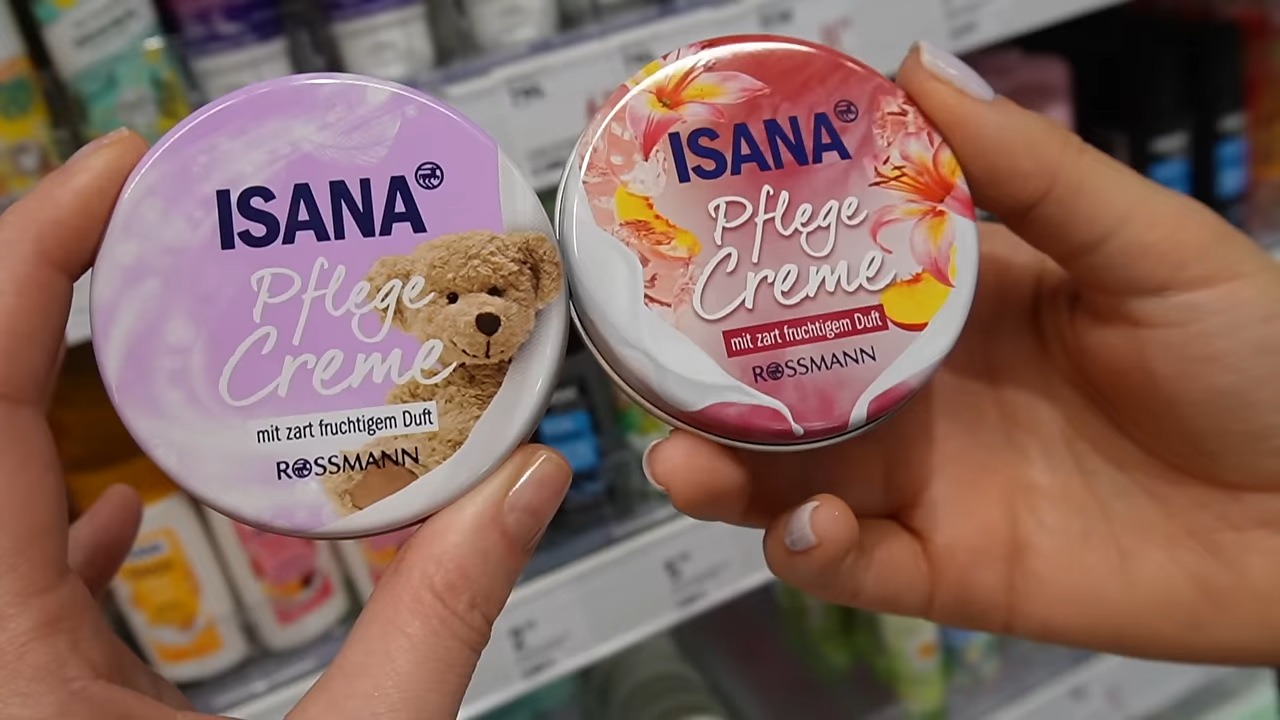 ISANA
Pflege
Creme
mit zart fruchtigem Duft
ROSSMANN
ISANA
Pflege
Creme
mit zart fruchtigem Duft
ROSSMANN